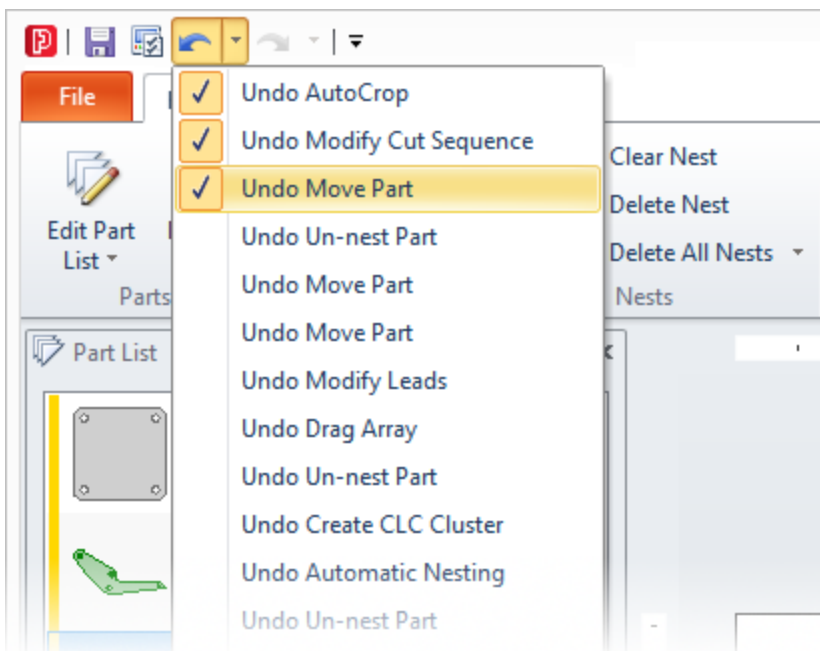 File
Undo AutoCrop
Undo Modify Cut Sequence
Undo Move Part
Undo Un-nest Part
Undo Move Part
Undo Move Part
Undo Modify Leads
Undo Drag Array
Undo Un-nest Part
Undo Create CLC Cluster
Undo Automatic Nesting
Undo Un-nest Part
Edit Part
List
Parts
Clear Nest
Delete Nest
Delete All Nests
Nests
Part List